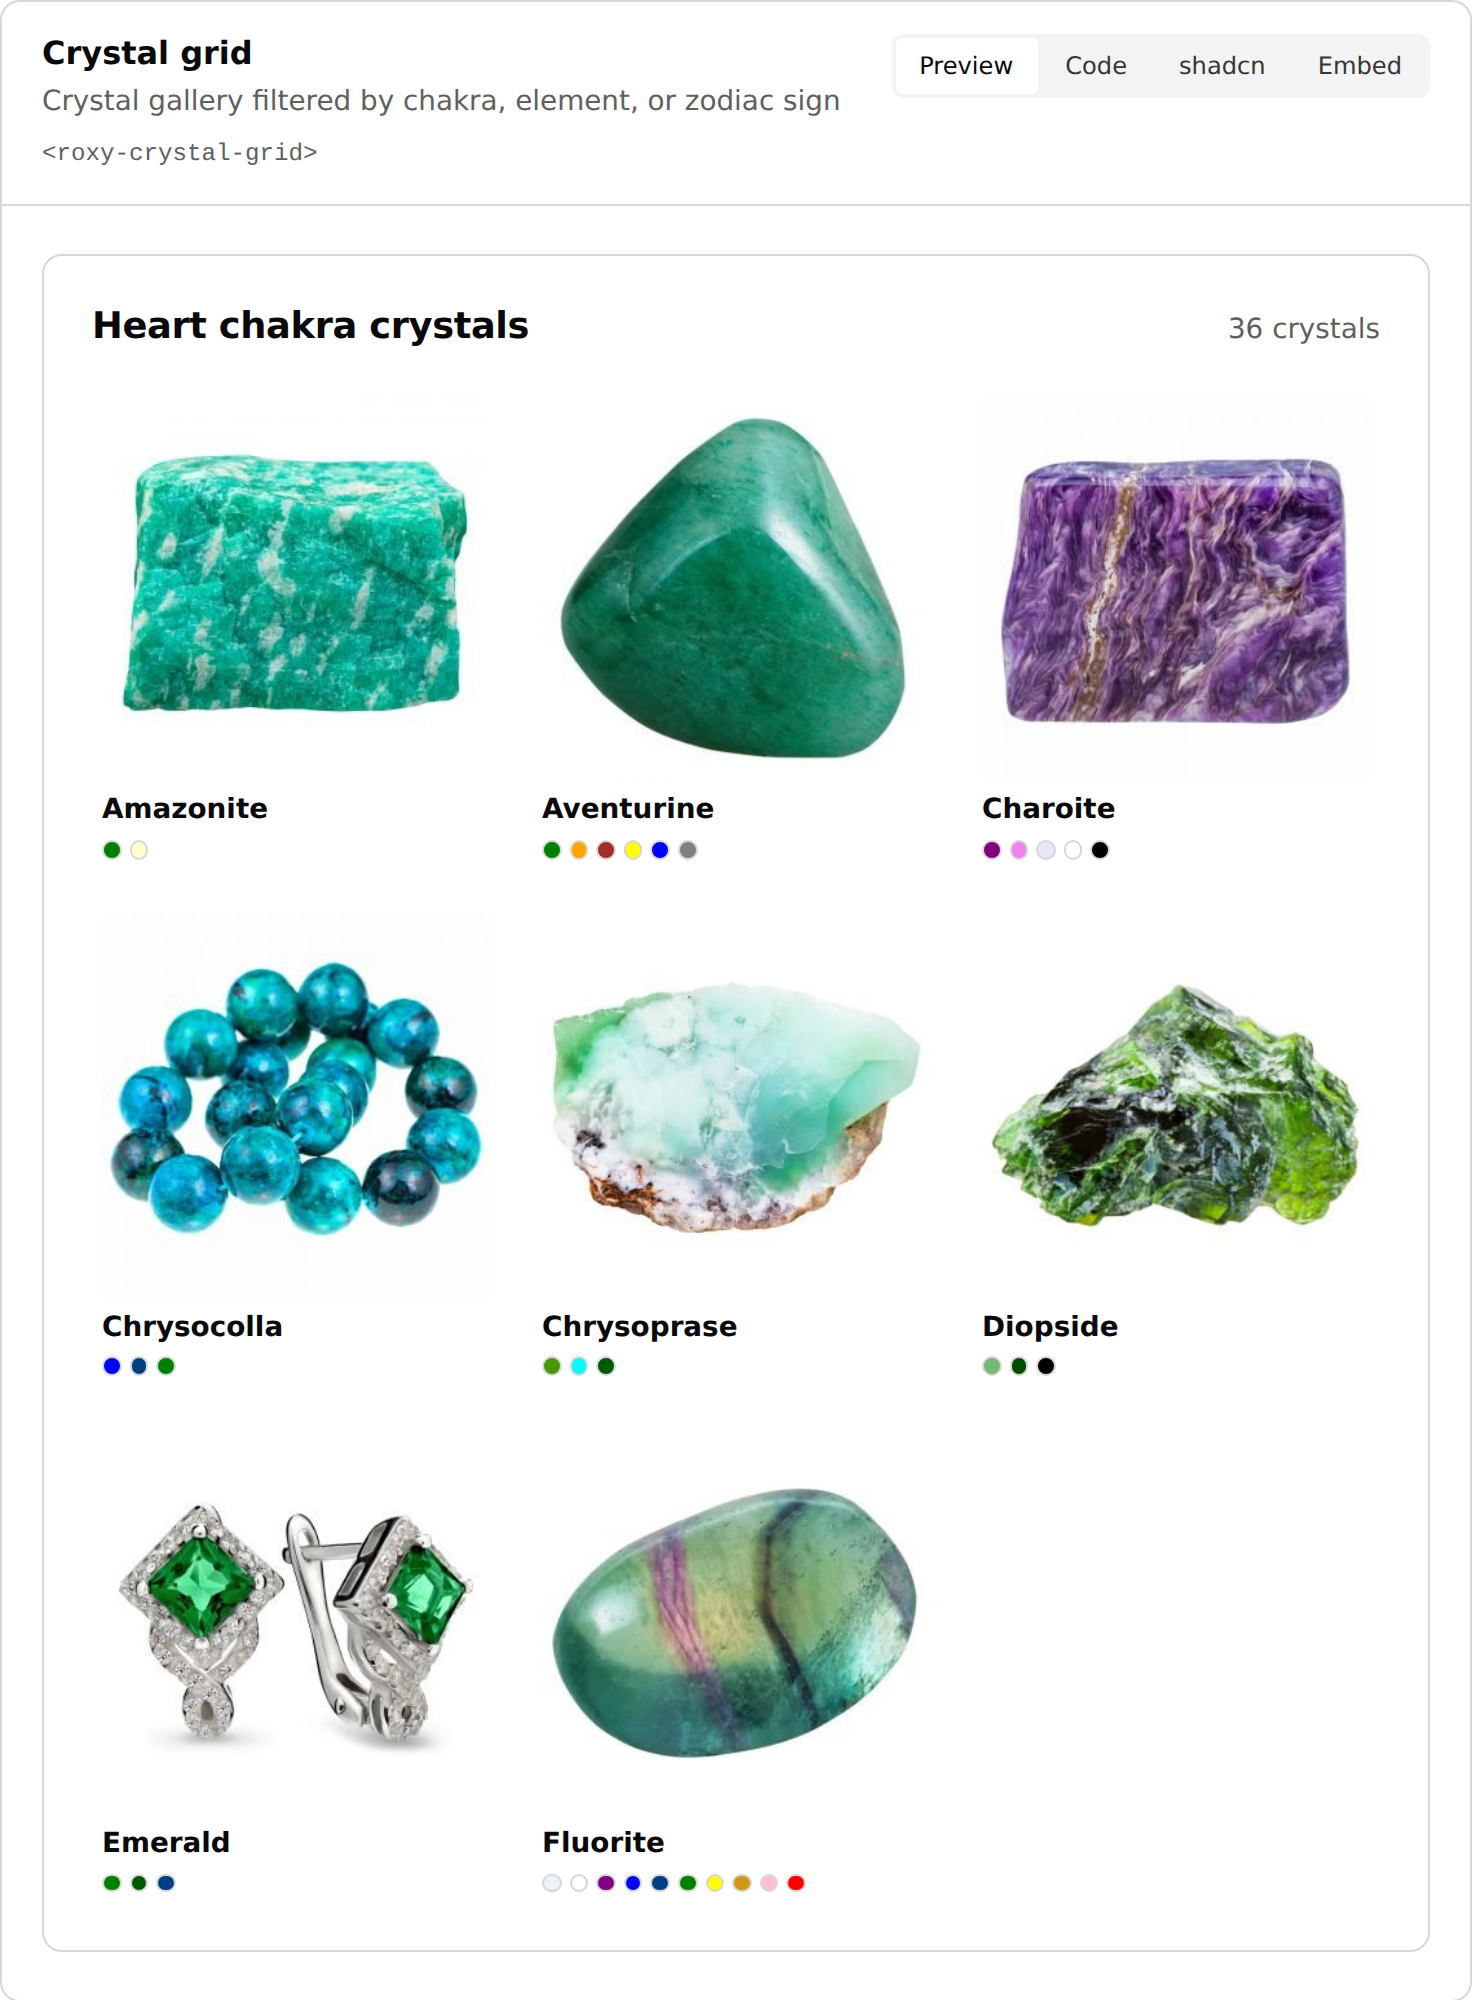 Crystal grid
Preview Code shadcn Embed
Crystal gallery filtered by chakra, element, or zodiac sign
<roxy-crystal-grid>
Heart chakra crystals
36 crystals
Amazonite
Aventurine
Charoite
Chrysocolla
Chrysoprase
Diopside
Emerald
Fluorite